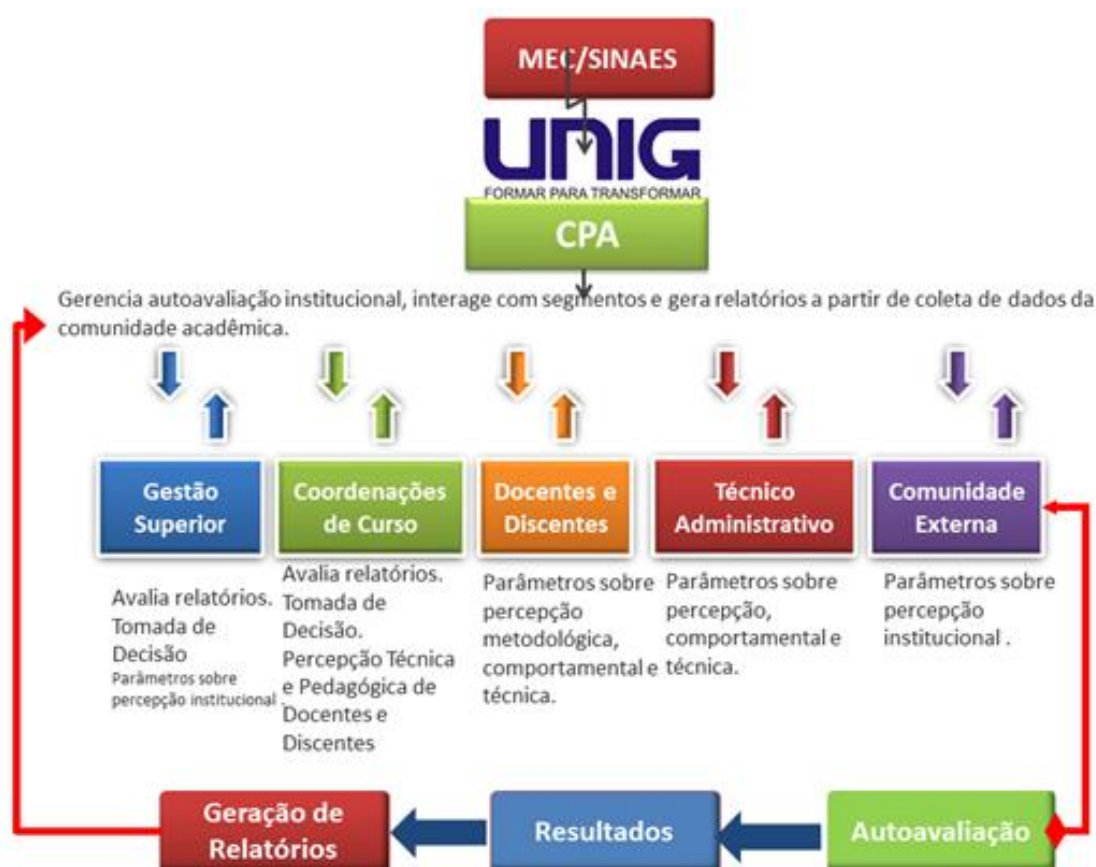 MEC/SINAES
UNIG
FORMAR PARA TRANSFORMAR
CPA
Gerencia autoavaliação institucional, interage com segmentos e gera relatórios a partir de coleta de dados da
comunidade acadêmica.
Gestão
Superior
Avalia relatórios.
Tomada de
Decisão
Parâmetros sobre
percepção institucional .
Coordenações
de Curso
Avalia relatórios.
Tomada de
Decisão.
Percepção Técnica
e Pedagógica de
Docentes e
Discentes
Docentes e
Discentes
Parâmetros sobre
percepção
metodológica,
comportamental e
técnica.
Técnico
Administrativo
Parâmetros sobre
percepção,
comportamental e
técnica.
Comunidade
Externa
Parâmetros sobre
percepção
institucional .
Geração de
Relatórios
Resultados
Autoavaliação